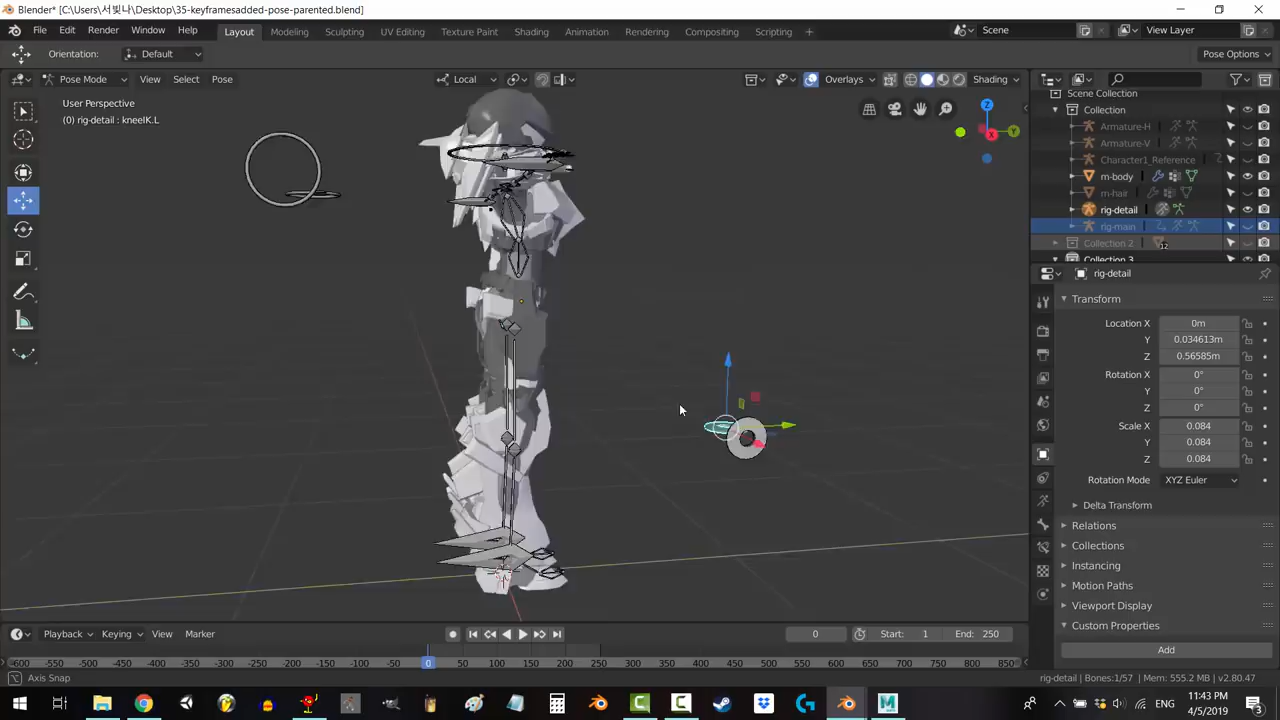 Blender* [C:\Users\서빛나\Desktop\35-keyframesadded-pose-parented.blend]
File Edit Render Window Help Layout Modeling Sculpting UV Editing Texture Paint Shading Animation Rendering Compositing Scripting + Scene View Layer
Orientation: Default Pose Options
Pose Mode View Select Pose Local Overlays Shading
User Perspective
(0) rig-detail : kneeIK.L
Z
Y
X
Scene Collection
Collection
Armature-H
Armature-V
Character1_Reference
m-body
m-hair
rig-detail
rig-main
Collection 2 12
Collection 3
rig-detail
Transform
Location X 0m
Y 0.034613m
Z 0.56585m
Rotation X 0°
Y 0°
Z 0°
Scale X 0.084
Y 0.084
Z 0.084
Rotation Mode XYZ Euler
Delta Transform
Relations
Collections
Instancing
Motion Paths
Viewport Display
Custom Properties
Add
Playback Keying View Marker 0 Start: 1 End: 250
-600 -550 -500 -450 -400 -350 -300 -250 -200 -150 -100 -50 0 50 100 150 200 250 300 350 400 450 500 550 600 650 700 750 800 850
Axis Snap
rig-detail | Bones:1/57 | Mem: 555.2 MB | v2.80.47
ENG 11:43 PM
4/5/2019
3